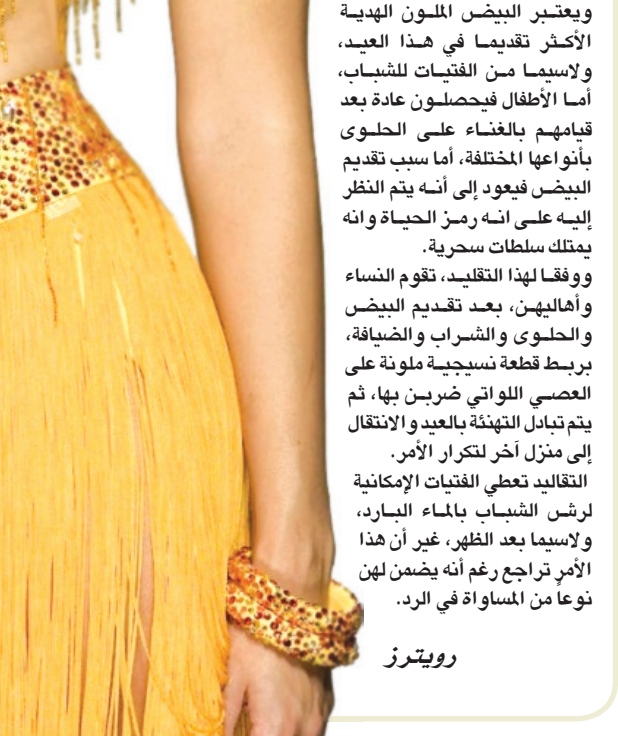 ويعتبر البيض الملون الهدية
الأكثر تقديما في هذا العيد،
ولاسيما من الفتيات للشباب،
أما الأطفال فيحصلون عادة بعد
قيامهم بالغناء على الحلوى
بأنواعها المختلفة، أما سبب تقديم
البيض فيعود إلى أنه يتم النظر
إليه على انه رمز الحياة وانه
يمتلك سلطات سحرية.
ووفقا لهذا التقليد، تقوم النساء
وأهاليهن، بعد تقديم البيض
والحلوى والشراب والضيافة،
بربط قطعة نسيجية ملونة على
العصي اللواتي ضربن بها، ثم
يتم تبادل التهنئة بالعيد والانتقال
إلى منزل آخر لتكرار الأمر.
التقاليد تعطي الفتيات الإمكانية
لرش الشباب بالماء البارد،
ولاسيما بعد الظهر، غير أن هذا
الأمر تراجع رغم أنه يضمن لهن
نوعاً من المساواة في الرد.
رويترز